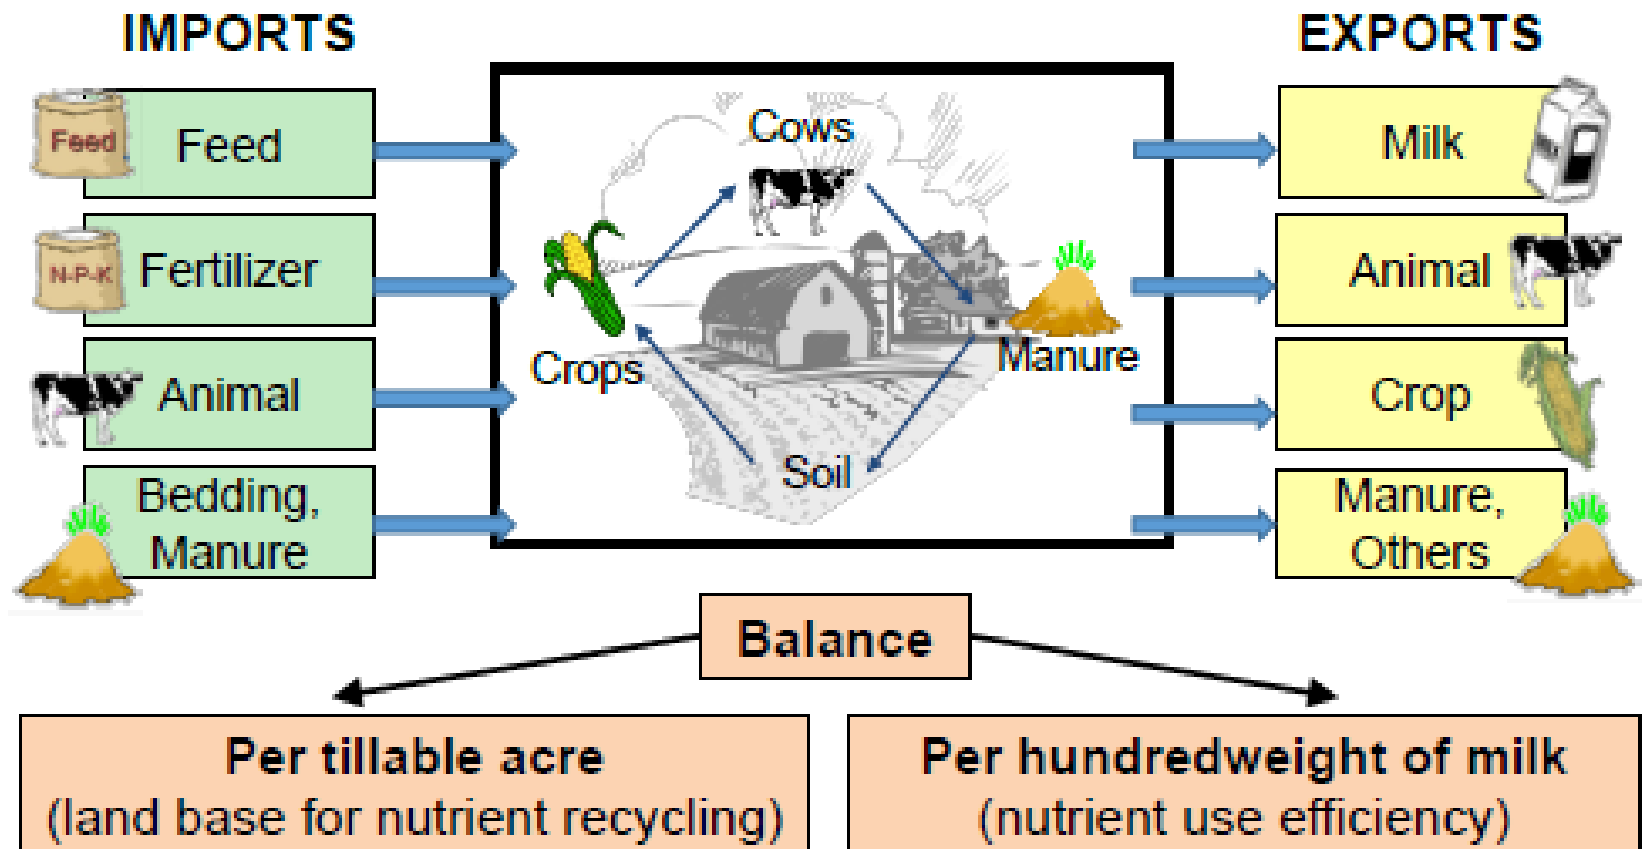 IMPORTS
EXPORTS
Feed
Feed
N-P-K
Fertilizer
Animal
Bedding,
Manure
Cows
Crops
Manure
Soil
Milk
Animal
Crop
Manure,
Others
Balance
Per tillable acre
(land base for nutrient recycling)
Per hundredweight of milk
(nutrient use efficiency)